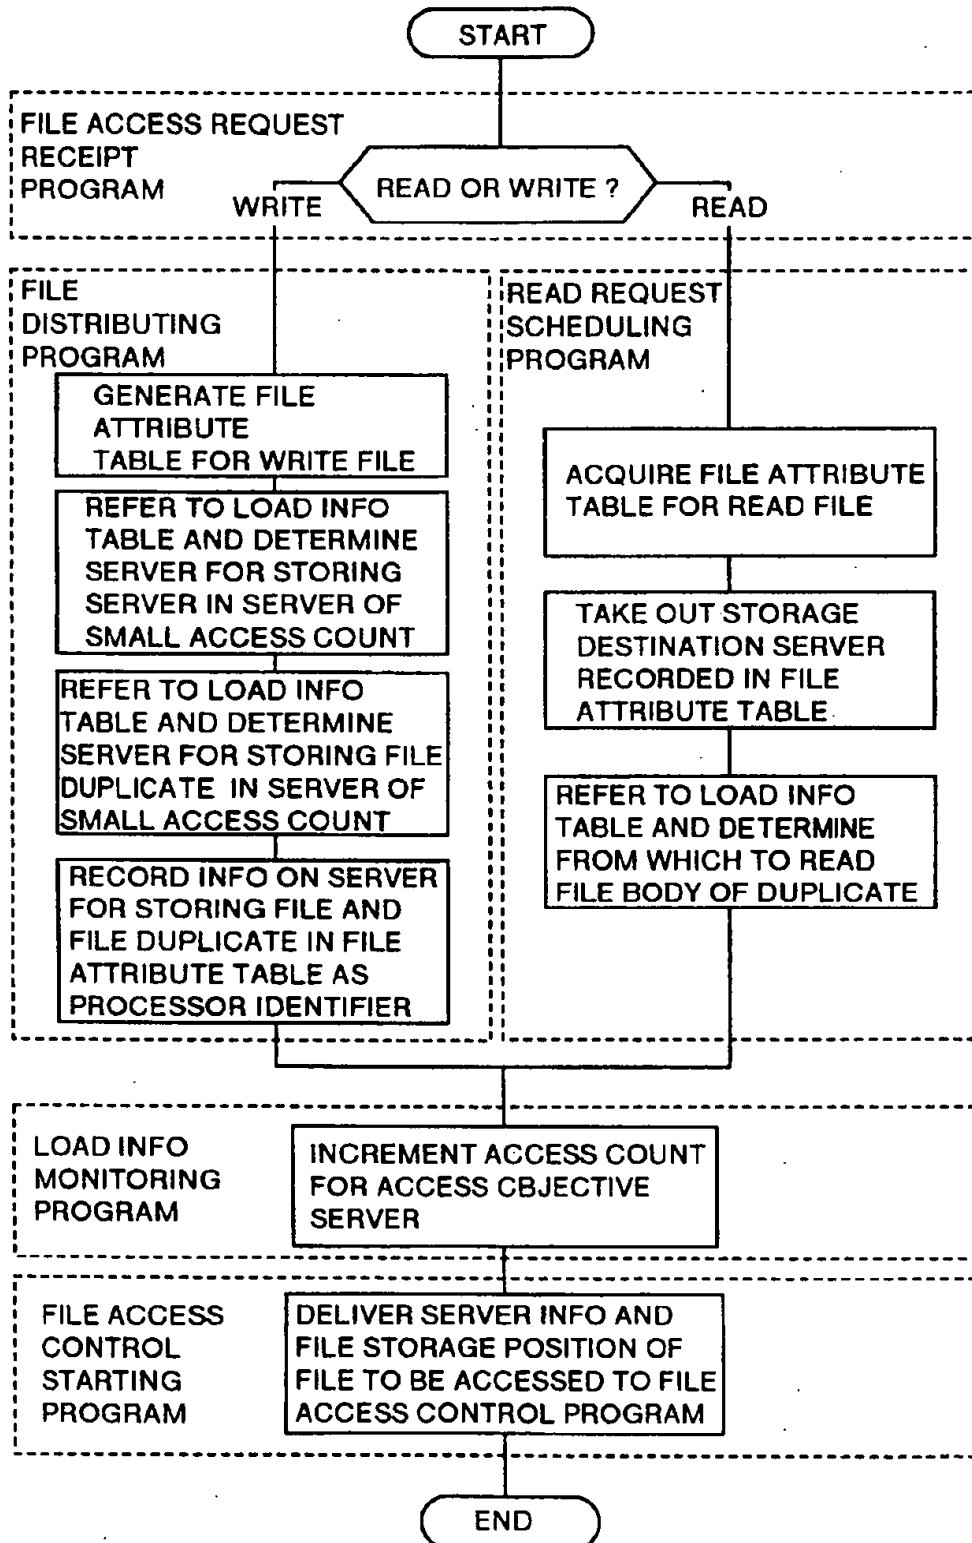 START
FILE ACCESS REQUEST
RECEIPT
PROGRAM
READ OR WRITE ?
WRITE
READ
FILE
DISTRIBUTING
PROGRAM
GENERATE FILE
ATTRIBUTE
TABLE FOR WRITE FILE
REFER TO LOAD INFO
TABLE AND DETERMINE
SERVER FOR STORING
SERVER IN SERVER OF
SMALL ACCESS COUNT
REFER TO LOAD INFO
TABLE AND DETERMINE
SERVER FOR STORING FILE
DUPLICATE IN SERVER OF
SMALL ACCESS COUNT
RECORD INFO ON SERVER
FOR STORING FILE AND
FILE DUPLICATE IN FILE
ATTRIBUTE TABLE AS
PROCESSOR IDENTIFIER
READ REQUEST
SCHEDULING
PROGRAM
ACQUIRE FILE ATTRIBUTE
TABLE FOR READ FILE
TAKE OUT STORAGE
DESTINATION SERVER
RECORDED IN FILE
ATTRIBUTE TABLE
REFER TO LOAD INFO
TABLE AND DETERMINE
FROM WHICH TO READ
FILE BODY OF DUPLICATE
LOAD INFO
MONITORING
PROGRAM
INCREMENT ACCESS COUNT
FOR ACCESS CBJECTIVE
SERVER
FILE ACCESS
CONTROL
STARTING
PROGRAM
DELIVER SERVER INFO AND
FILE STORAGE POSITION OF
FILE TO BE ACCESSED TO FILE
ACCESS CONTROL PROGRAM
END